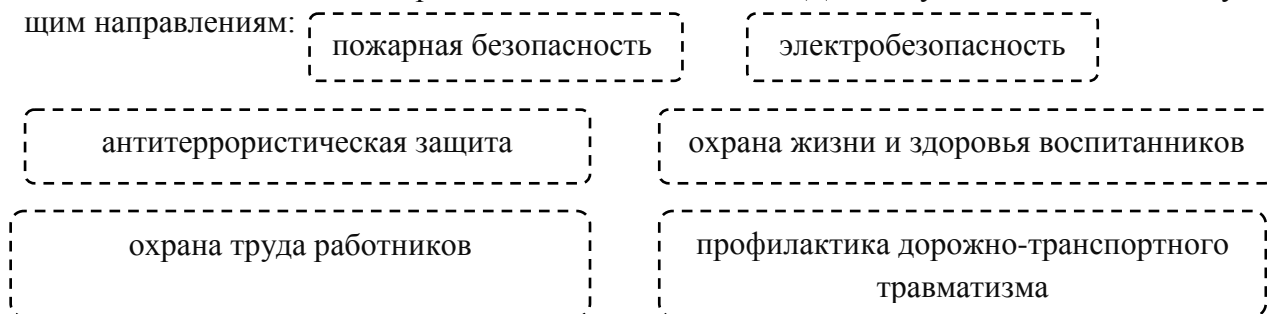 щим направлениям:
пожарная безопасность
электробезопасность
антитеррористическая защита
охрана жизни и здоровья воспитанников
охрана труда работников
профилактика дорожно-транспортного
травматизма